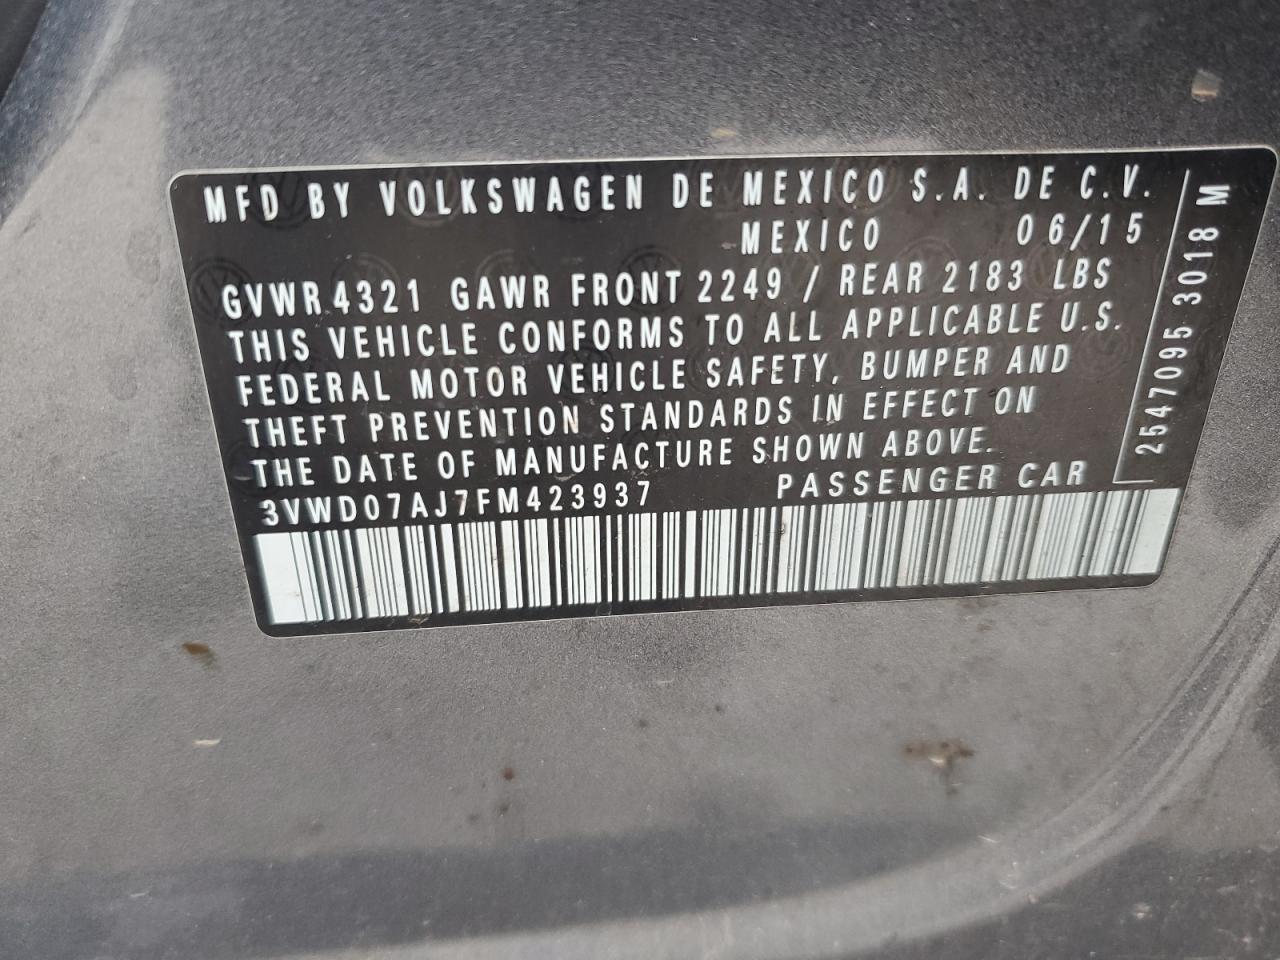 MFD BY VOLKSWAGEN DE MEXICO S.A. DE C.V.
MEXICO 06/15
GVWR 4321 GAWR FRONT 2249 / REAR 2183 LBS
THIS VEHICLE CONFORMS TO ALL APPLICABLE U.S.
FEDERAL MOTOR VEHICLE SAFETY, BUMPER AND
THEFT PREVENTION STANDARDS IN EFFECT ON
THE DATE OF MANUFACTURE SHOWN ABOVE.
3VWD07AJ7FM423937 PASSENGER CAR
2547095 3018 M